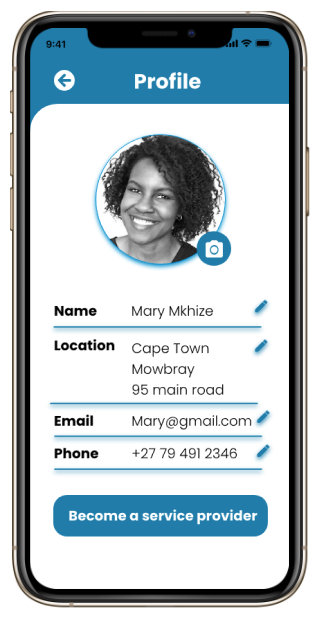 9:41
Profile
Name Mary Mkhize
Location Cape Town
Mowbray
95 main road
Email Mary@gmail.com
Phone +27 79 491 2346
Become a service provider